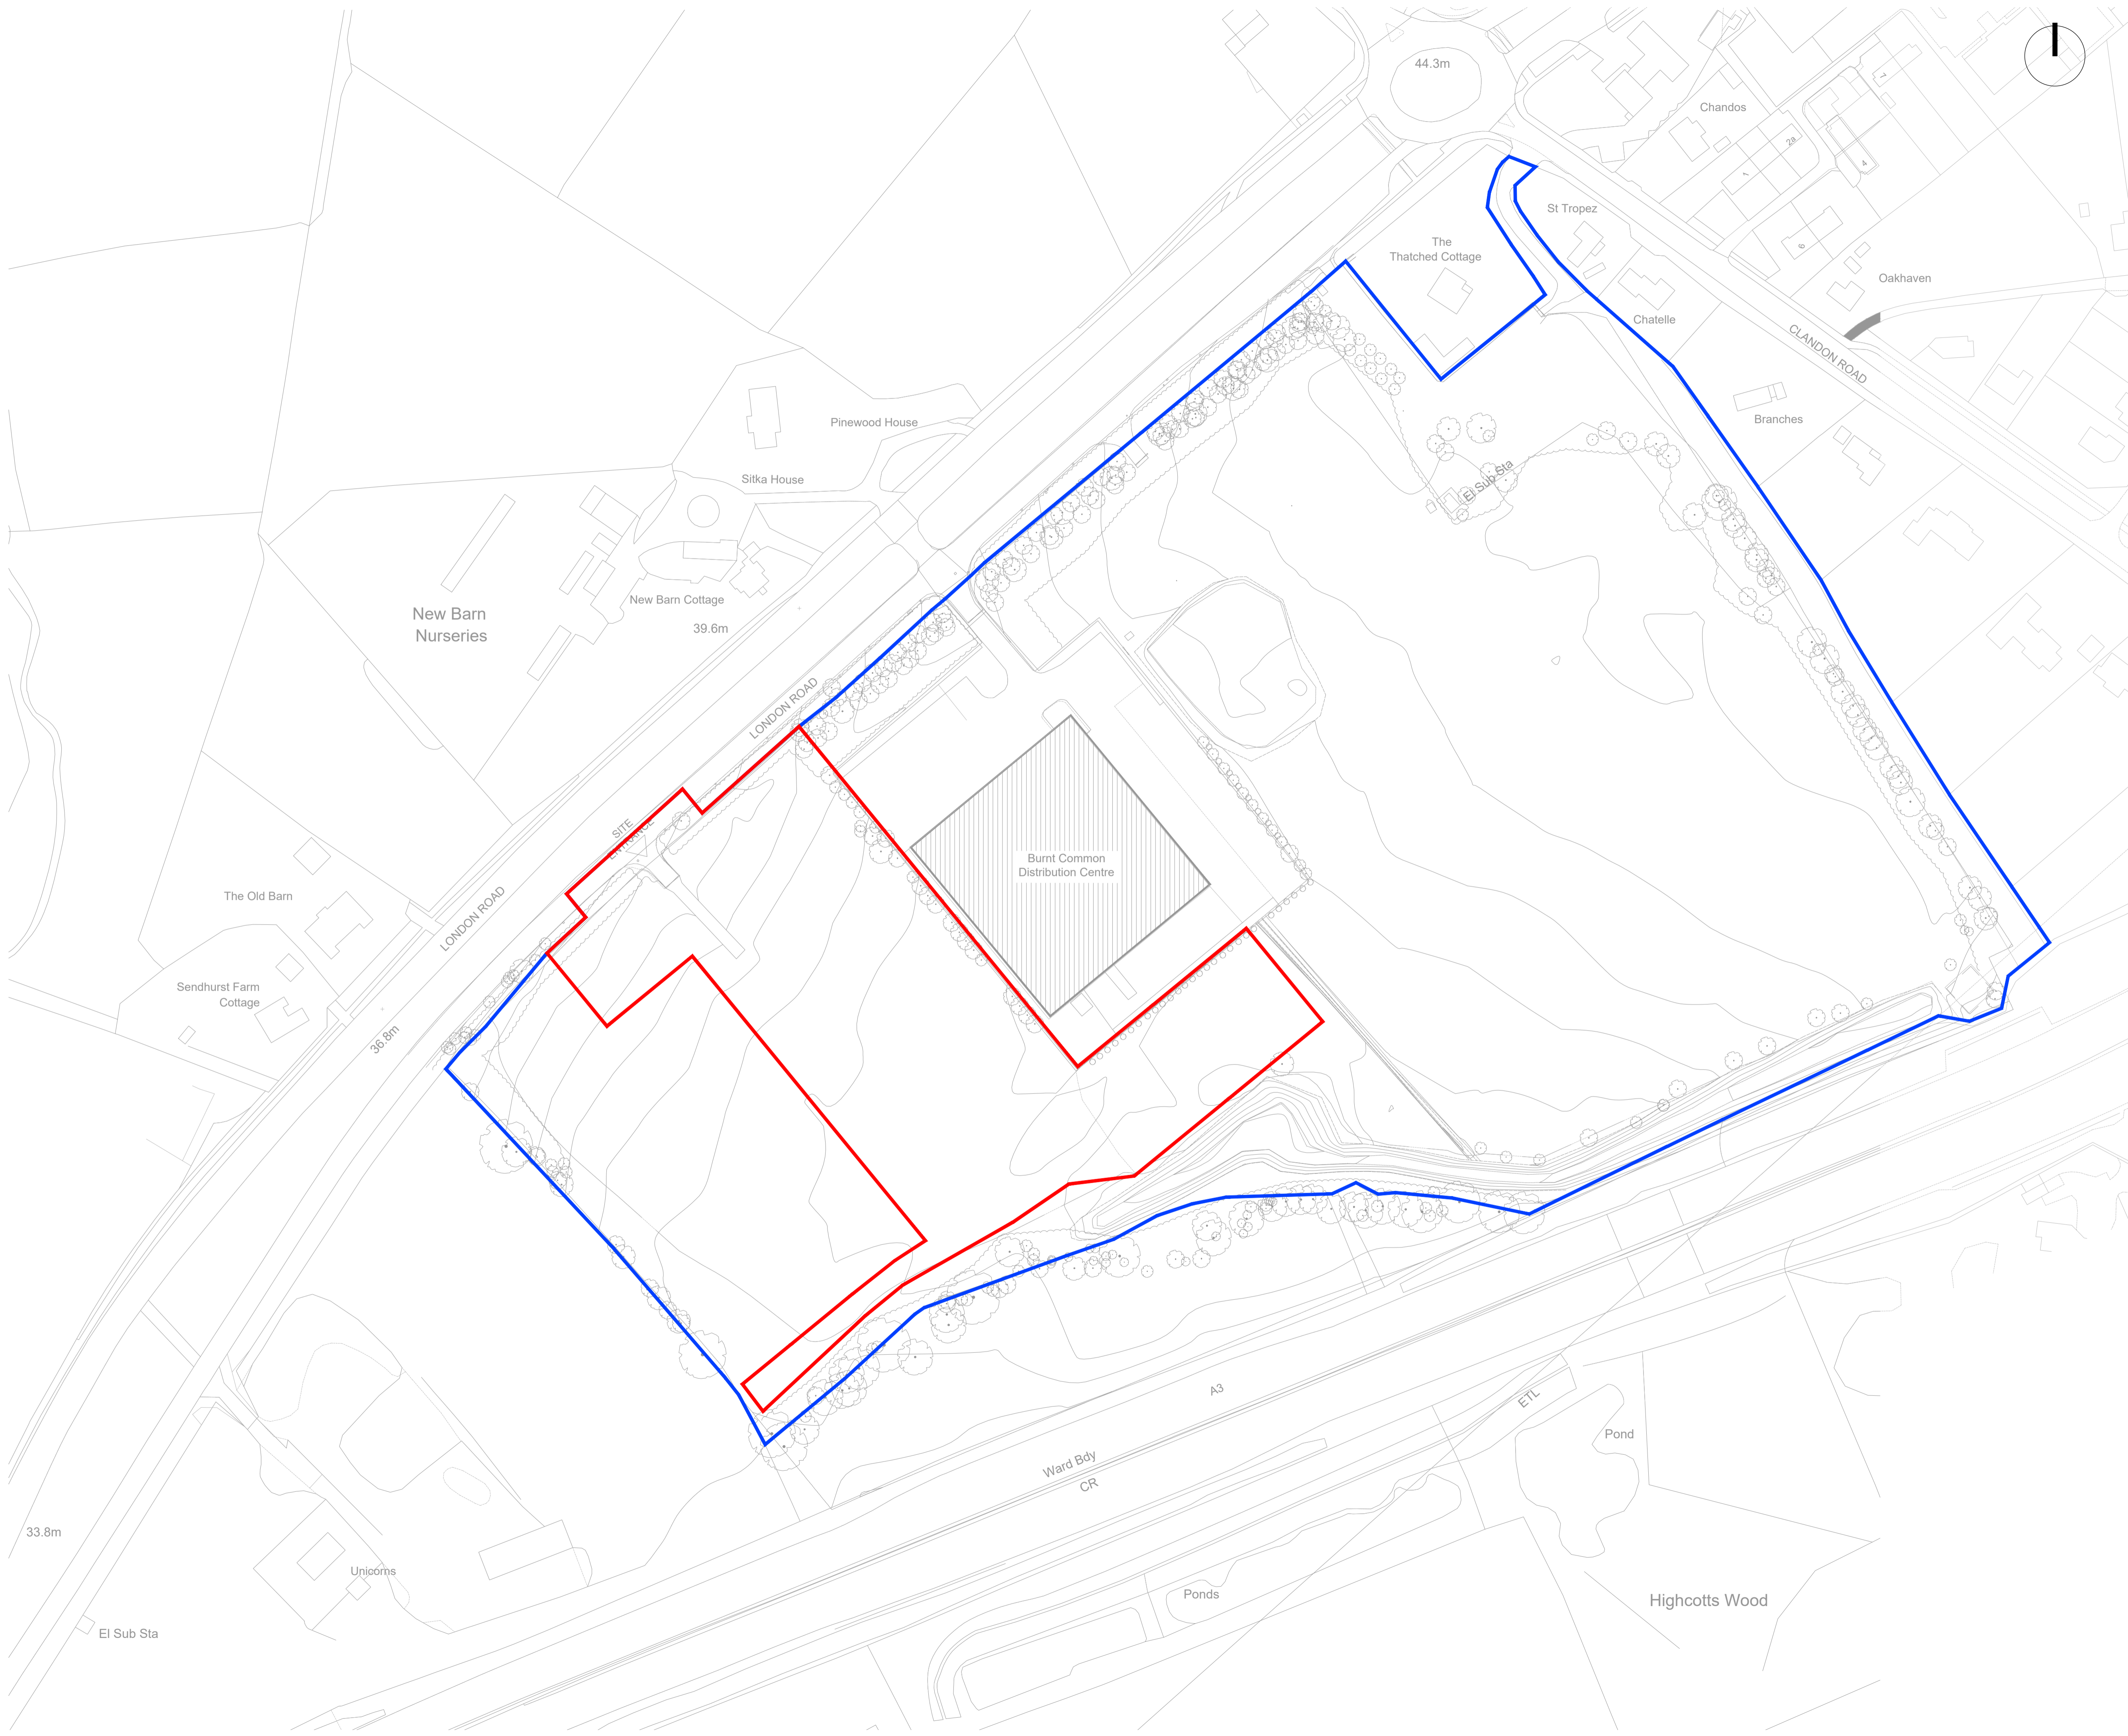 44.3m
Chandos
7
2a
4
1
St Tropez
The
Thatched Cottage
6
Oakhaven
Chatelle
CLANDON ROAD
Branches
Pinewood House
El Sub Sta
Sitka House
New Barn
Nurseries
New Barn Cottage
39.6m
LONDON ROAD
SITE
ENTRANCE
Burnt Common
Distribution Centre
The Old Barn
LONDON ROAD
Sendhurst Farm
Cottage
36.8m
A3
ETL
Pond
Ward Bdy
CR
33.8m
Unicorns
Ponds
Highcotts Wood
El Sub Sta